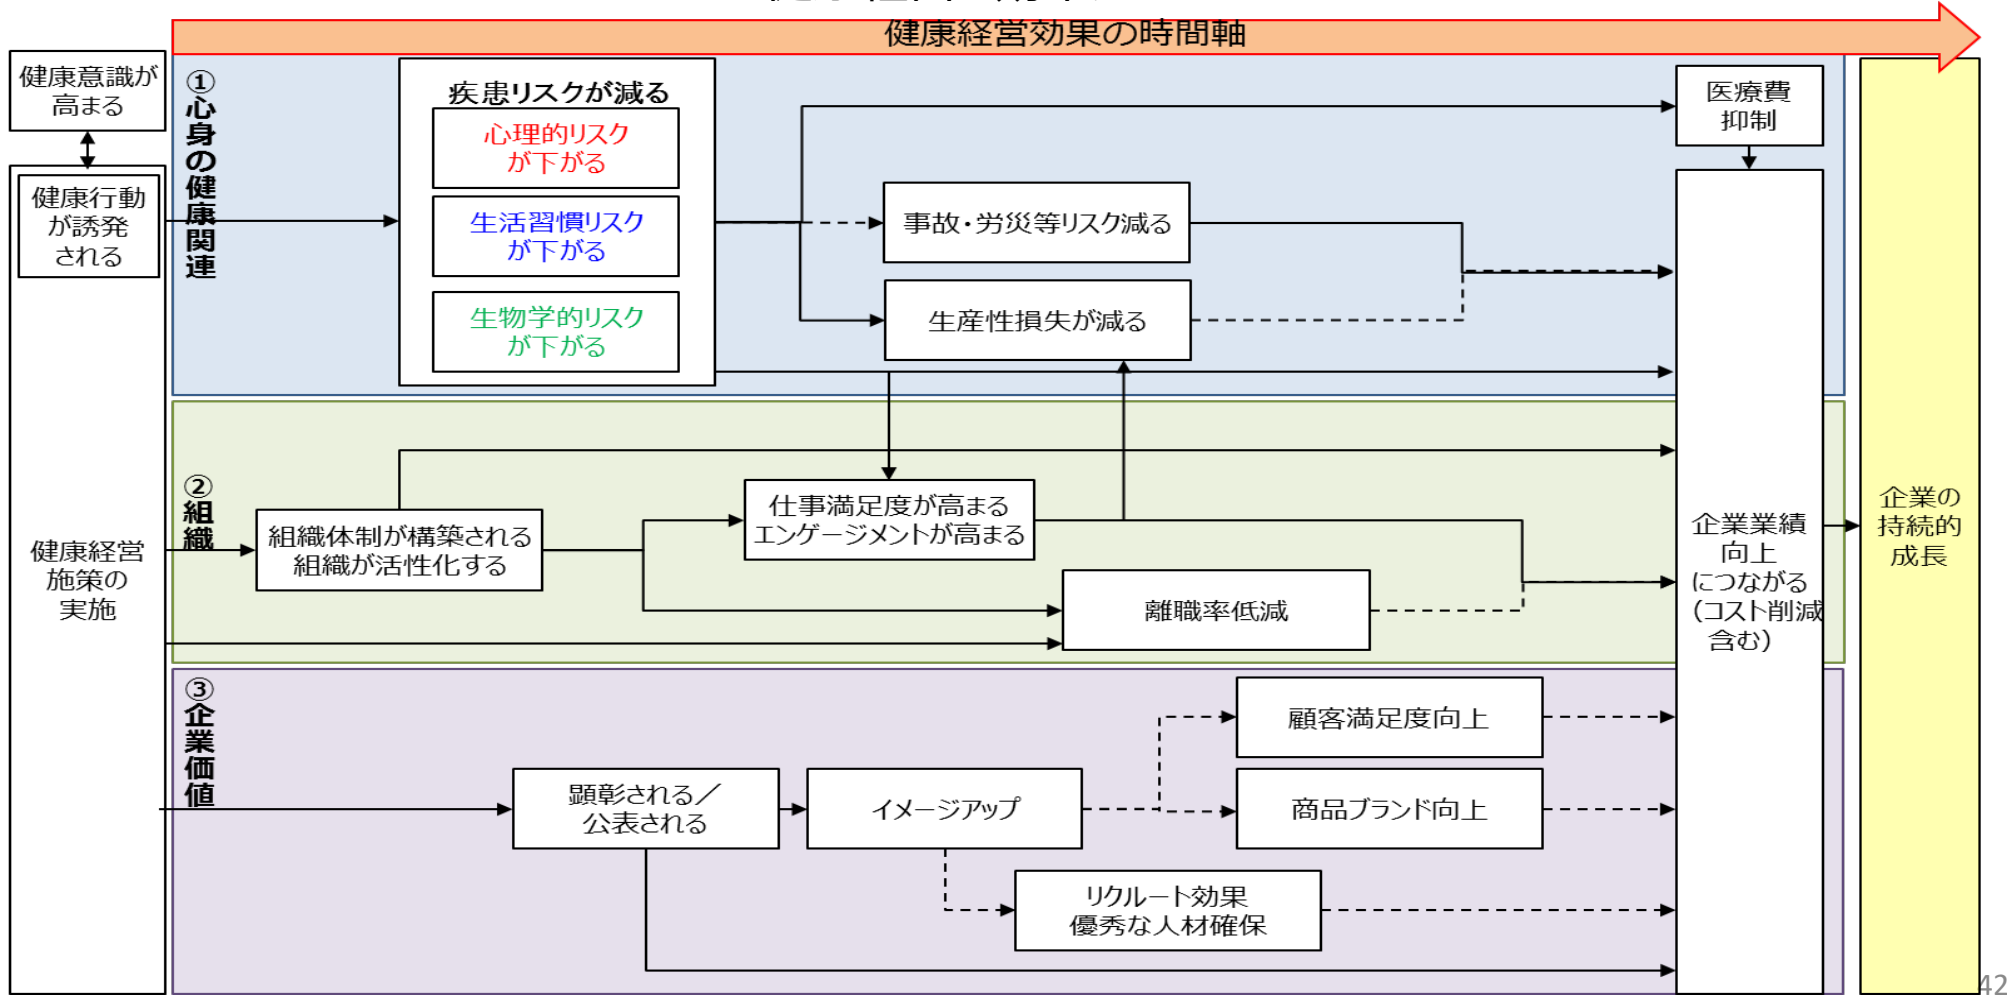 健康経営効果の時間軸
健康意識が
高まる
健康行動
が誘発
される
健康経営
施策の
実施
①心身の健康関連
疾患リスクが減る
心理的リスク
が下がる
生活習慣リスク
が下がる
生物学的リスク
が下がる
事故・労災等リスク減る
生産性損失が減る
医療費
抑制
②組織
組織体制が構築される
組織が活性化する
仕事満足度が高まる
エンゲージメントが高まる
離職率低減
③企業価値
顕彰される／
公表される
イメージアップ
顧客満足度向上
商品ブランド向上
リクルート効果
優秀な人材確保
企業業績
向上
につながる
（コスト削減
含む）
企業の
持続的
成長
42